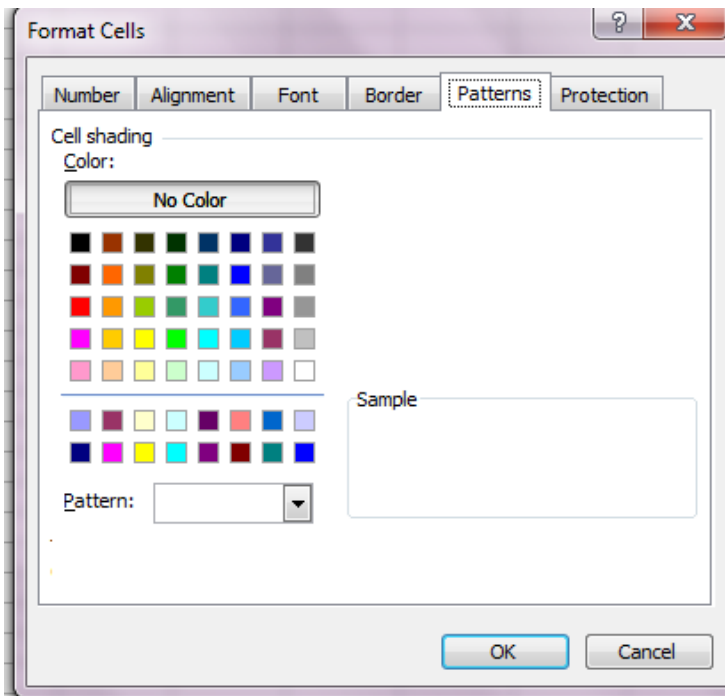 Format Cells
?
X
Number Alignment Font Border Patterns Protection
Cell shading
Color:
No Color
Sample
Pattern:
OK Cancel